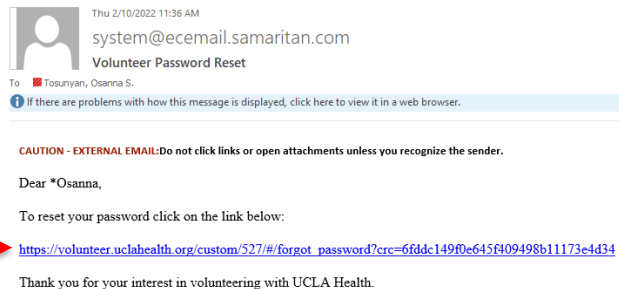 Thu 2/10/2022 11:36 AM
system@ecemail.samaritan.com
Volunteer Password Reset
To Tosunyan, Osanna S.
If there are problems with how this message is displayed, click here to view it in a web browser.
CAUTION - EXTERNAL EMAIL:Do not click links or open attachments unless you recognize the sender.
Dear *Osanna,
To reset your password click on the link below:
https://volunteer.uclahealth.org/custom/527/#/forgot_password?crc=6fddc149f0e645f409498b11173e4d34
Thank you for your interest in volunteering with UCLA Health.